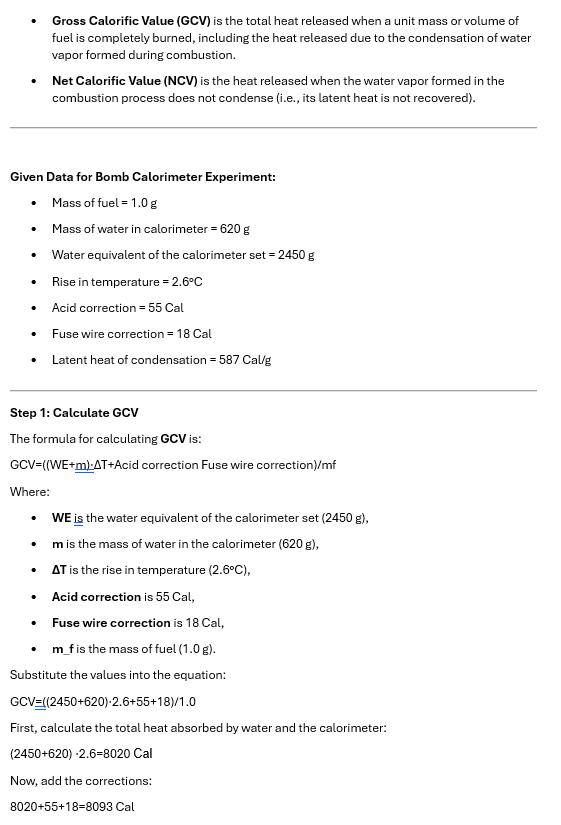 • Gross Calorific Value (GCV) is the total heat released when a unit mass or volume of
fuel is completely burned, including the heat released due to the condensation of water
vapor formed during combustion.
• Net Calorific Value (NCV) is the heat released when the water vapor formed in the
combustion process does not condense (i.e., its latent heat is not recovered).
Given Data for Bomb Calorimeter Experiment:
• Mass of fuel = 1.0 g
• Mass of water in calorimeter = 620 g
• Water equivalent of the calorimeter set = 2450 g
• Rise in temperature = 2.6°C
• Acid correction = 55 Cal
• Fuse wire correction = 18 Cal
• Latent heat of condensation = 587 Cal/g
Step 1: Calculate GCV
The formula for calculating GCV is:
GCV=((WE+m)·ΔT+Acid correction Fuse wire correction)/mf
Where:
• WE is the water equivalent of the calorimeter set (2450 g),
• m is the mass of water in the calorimeter (620 g),
• ΔT is the rise in temperature (2.6°C),
• Acid correction is 55 Cal,
• Fuse wire correction is 18 Cal,
• m_f is the mass of fuel (1.0 g).
Substitute the values into the equation:
GCV=((2450+620)·2.6+55+18)/1.0
First, calculate the total heat absorbed by water and the calorimeter:
(2450+620) ·2.6=8020 Cal
Now, add the corrections:
8020+55+18=8093 Cal